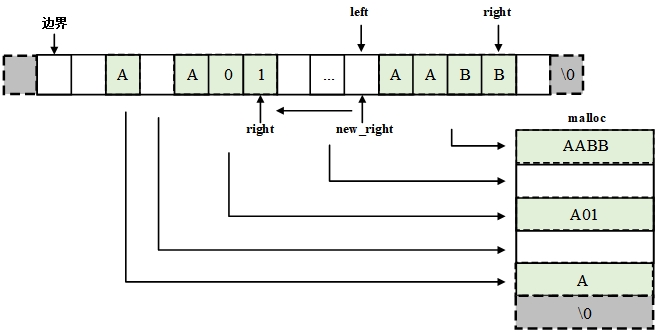 边界
left
right
A
A 0 1
...
A A B B
\0
right
new_right
malloc
AABB
A01
A
\0